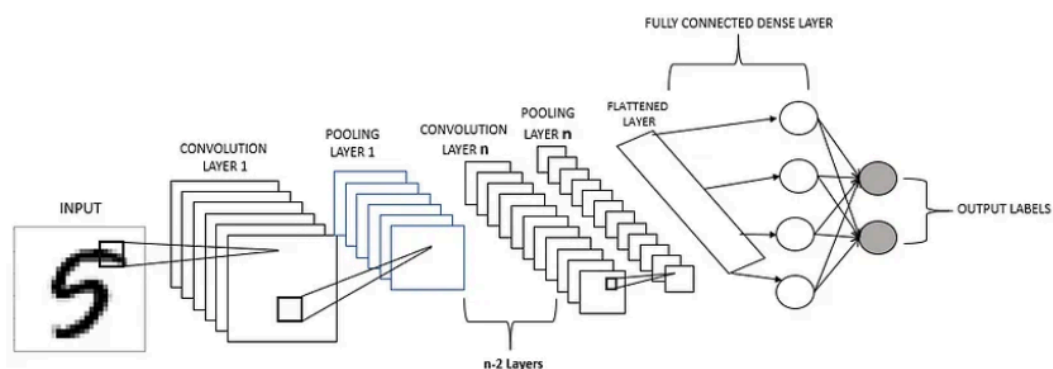 FULLY CONNECTED DENSE LAYER
POOLING
LAYER n
FLATTENED
LAYER
CONVOLUTION
LAYER n
POOLING
LAYER 1
CONVOLUTION
LAYER 1
INPUT
OUTPUT LABELS
n-2 Layers